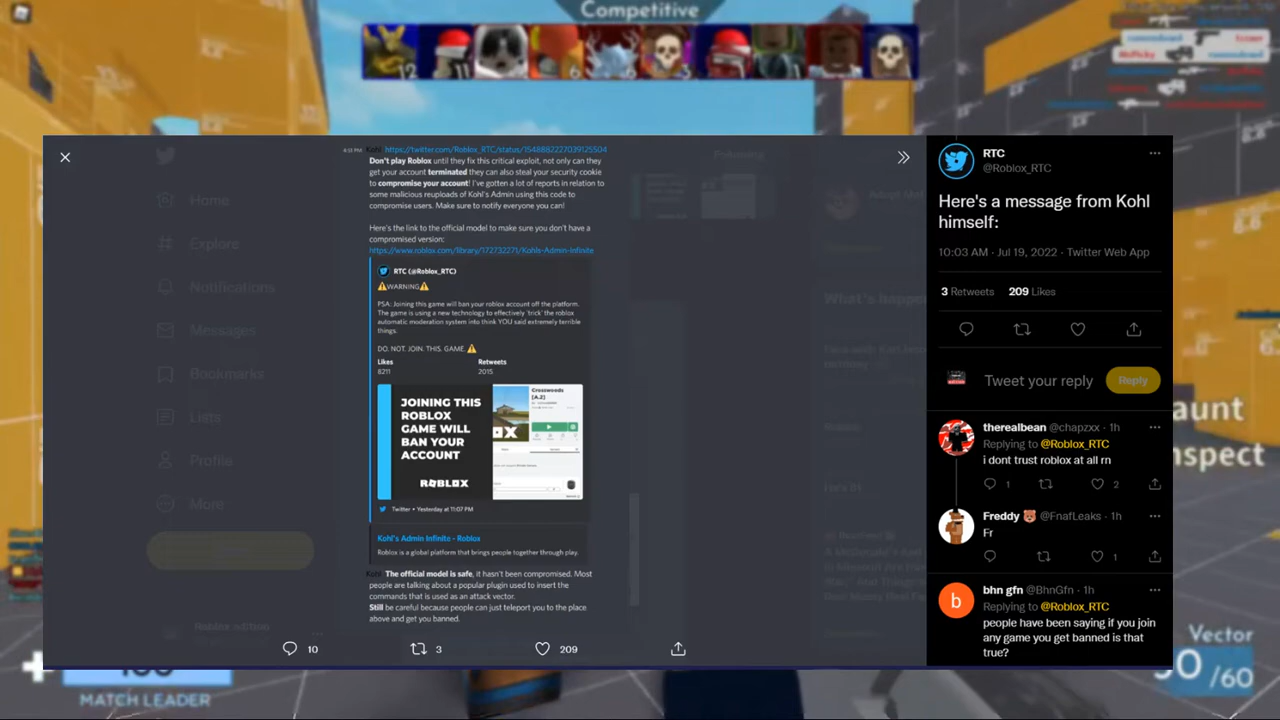 Competitive
12
11
6
4:13 PM Kohl https://twitter.com/Roblox_RTC/status/1548882227039125504
Don't play Roblox until they fix this critical exploit, not only can they
get your account terminated they can also steal your security cookie
to compromise your account! I've gotten a lot of reports in relation to
some malicious reuploads of Kohl's Admin using this code to
compromise users. Make sure to notify everyone you can!
Here's the link to the official model to make sure you don't have a
compromised version:
https://www.roblox.com/library/172732271/Kohls-Admin-Infinite
RTC (@Roblox_RTC)
⚠WARNING⚠
PSA: Joining this game will ban your roblox account off the platform.
The game is using a new technology to effectively 'trick' the roblox
automatic moderation system into think YOU said extremely terrible
things.
DO. NOT. JOIN. THIS. GAME. ⚠
Likes Retweets
8211 2015
JOINING THIS
ROBLOX
GAME WILL
BAN YOUR
ACCOUNT
ROBLOX
Crosswoods
[A.2]
Twitter • Yesterday at 11:07 PM
Kohl's Admin Infinite - Roblox
Roblox is a global platform that brings people together through play.
Kohl The official model is safe, it hasn't been compromised. Most
people are talking about a popular plugin used to insert the
commands that is used as an attack vector.
Still be careful because people can just teleport you to the place
above and get you banned.
10 3 209
Home
Explore
Notifications
Messages
Bookmarks
Lists
Profile
More
Following
What's happe
RTC
@Roblox_RTC
Here's a message from Kohl
himself:
10:03 AM · Jul 19, 2022 · Twitter Web App
3 Retweets 209 Likes
Tweet your reply Reply
therealbean @chapzxx · 1h
Replying to @Roblox_RTC
i dont trust roblox at all rn
1 2
Freddy @FnafLeaks · 1h
Fr
1
b
bhn gfn @BhnGfn · 1h
Replying to @Roblox_RTC
people have been saying if you join
any game you get banned is that
true?
aunt
nspect
Vector
/60
MATCH LEADER